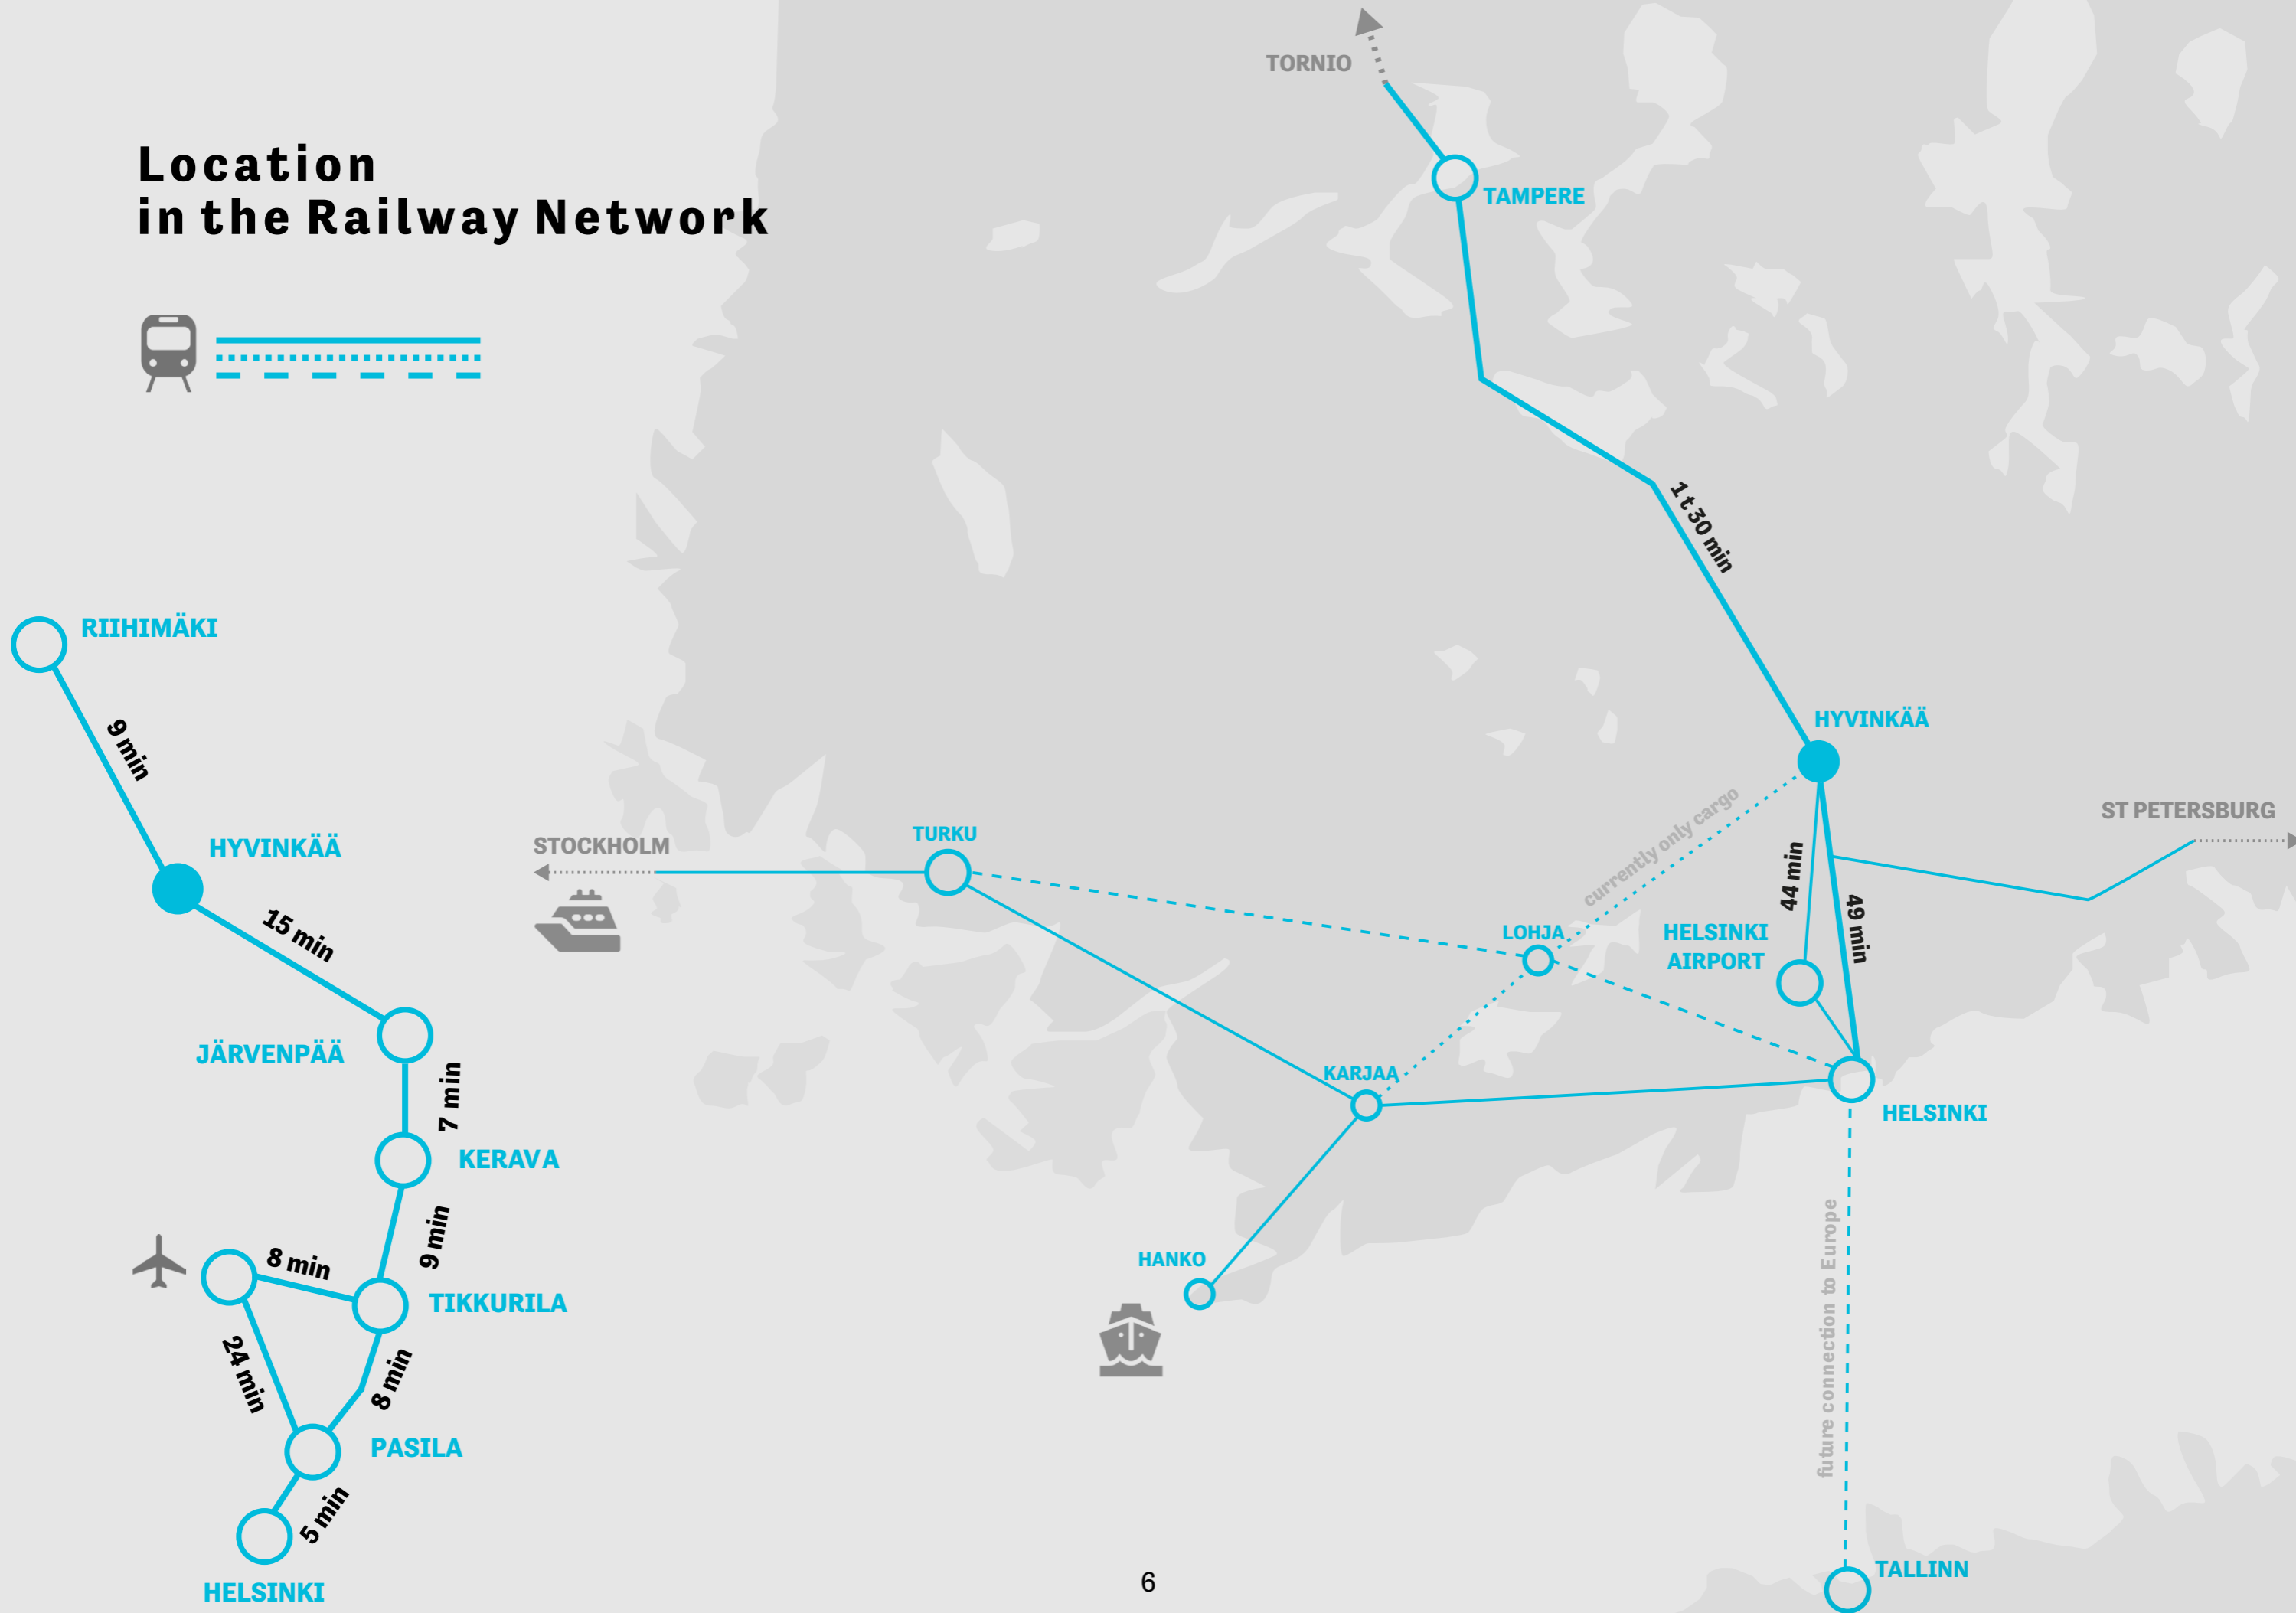 Location
in the Railway Network
TORNIO
TAMPERE
1 t 30 min
RIIHIMÄKI
9 min
HYVINKÄÄ
15 min
JÄRVENPÄÄ
7 min
KERAVA
9 min
8 min
TIKKURILA
24 min
8 min
PASILA
5 min
HELSINKI
HYVINKÄÄ
currently only cargo
ST PETERSBURG
STOCKHOLM
TURKU
44 min
49 min
LOHJA
HELSINKI
AIRPORT
KARJAA
HELSINKI
HANKO
future connection to Europe
TALLINN
6